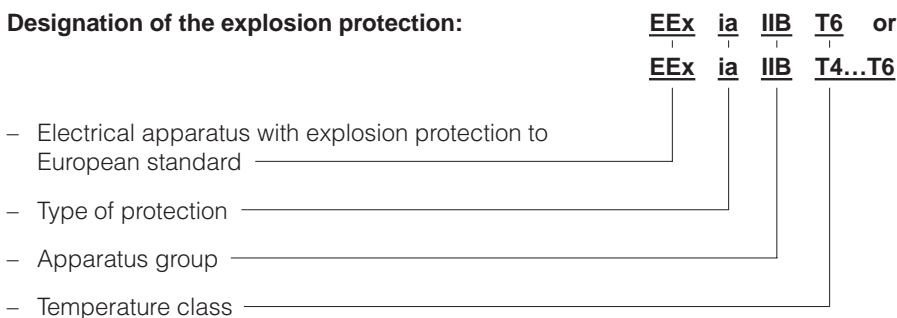 Designation of the explosion protection: EEx ia IIB T6 or
EEx ia IIB T4…T6
– Electrical apparatus with explosion protection to
European standard
– Type of protection
– Apparatus group
– Temperature class